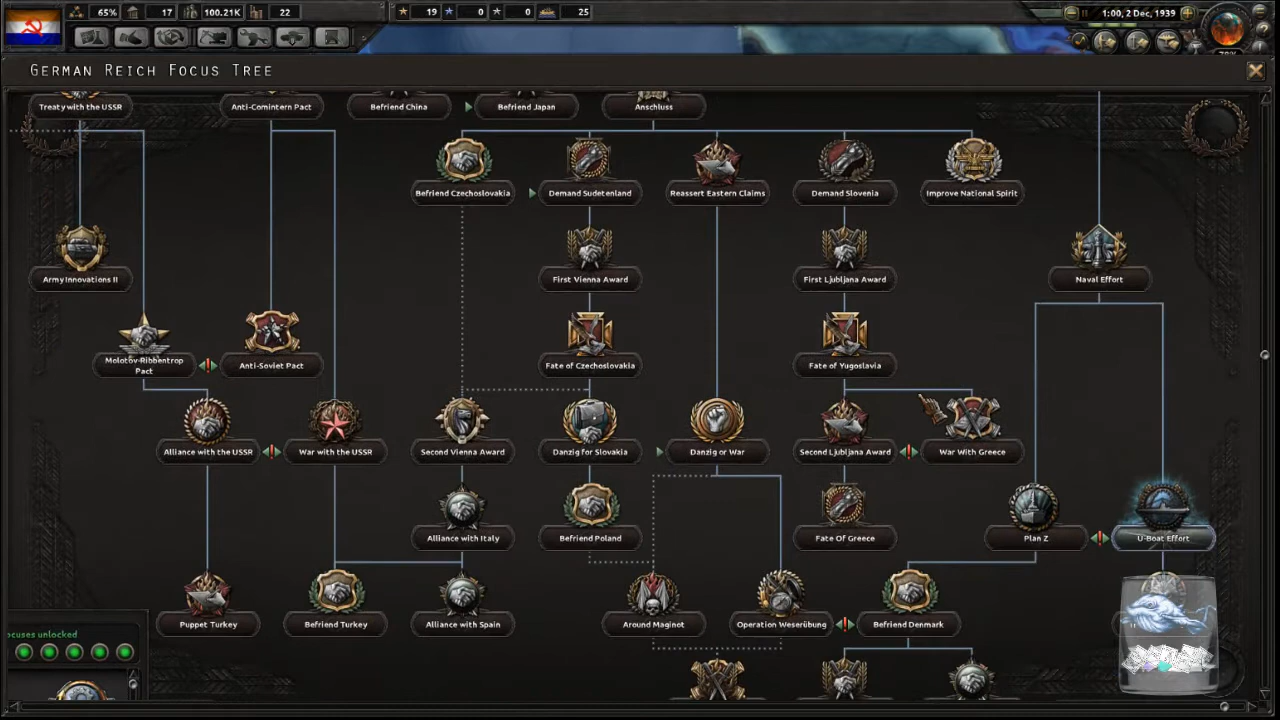 65% 17 100.21K 22 19 0 0 25 1:00, 2 Dec, 1939
German Reich Focus Tree
Treaty with the USSR Anti-Comintern Pact Befriend China Befriend Japan Anschluss
Befriend Czechoslovakia Demand Sudetenland Reassert Eastern Claims Demand Slovenia Improve National Spirit
Army Innovations II First Vienna Award First Ljubljana Award Naval Effort
Molotov-Ribbentrop
Pact
Anti-Soviet Pact Fate of Czechoslovakia Fate of Yugoslavia
Alliance with the USSR War with the USSR Second Vienna Award Danzig for Slovakia Danzig or War Second Ljubljana Award War With Greece
Alliance with Italy Befriend Poland Fate Of Greece Plan Z U-Boat Effort
Puppet Turkey Befriend Turkey Alliance with Spain Around Maginot Operation Weserübung Befriend Denmark
ocuses unlocked